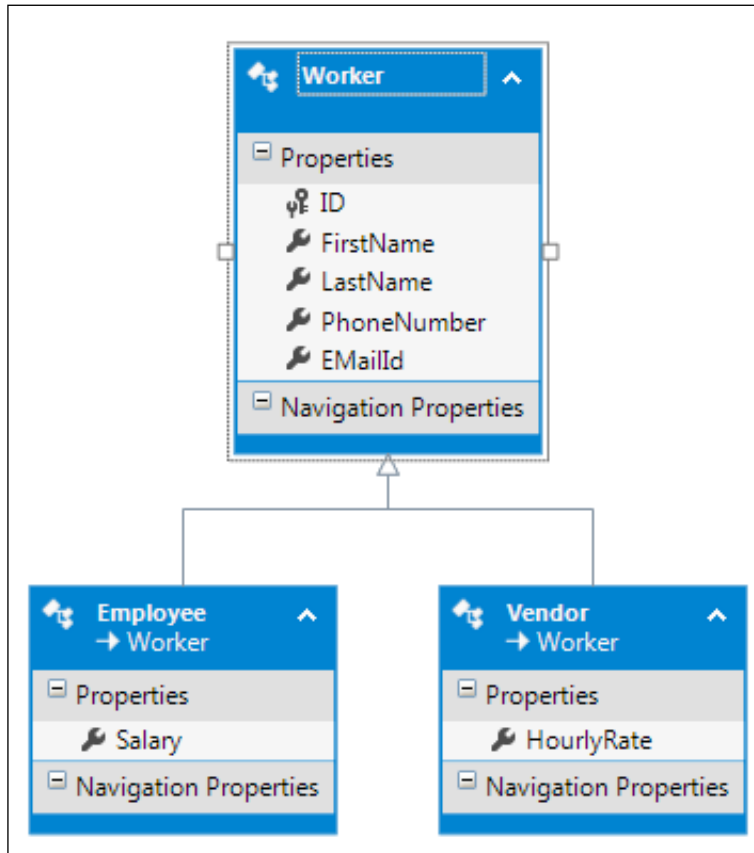 Worker
Properties
ID
FirstName
LastName
PhoneNumber
EMailId
Navigation Properties
Employee
Worker
Properties
Salary
Navigation Properties
Vendor
Worker
Properties
HourlyRate
Navigation Properties